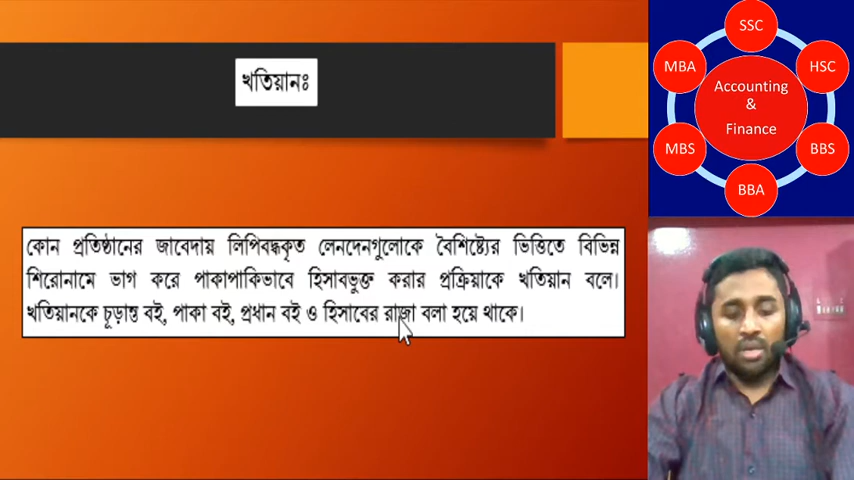 খতিয়ানঃ
কোন প্রতিষ্ঠানের জাবেদায় লিপিবদ্ধকৃত লেনদেনগুলোকে বৈশিষ্ট্যের ভিত্তিতে বিভিন্ন
শিরোনামে ভাগ করে পাকাপাকিভাবে হিসাবভুক্ত করার প্রক্রিয়াকে খতিয়ান বলে।
খতিয়ানকে চূড়ান্ত বই, পাকা বই, প্রধান বই ও হিসাবের রাজা বলা হয়ে থাকে।
SSC
MBA
HSC
Accounting
&
Finance
MBS
BBS
BBA